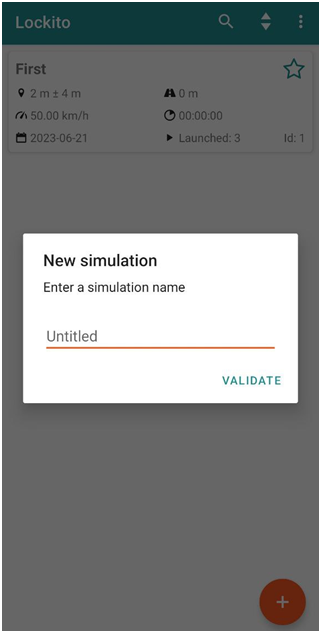 Lockito
First
2 m ± 4 m
0 m
50.00 km/h
00:00:00
2023-06-21
Launched: 3
Id: 1
New simulation
Enter a simulation name
Untitled
VALIDATE
+